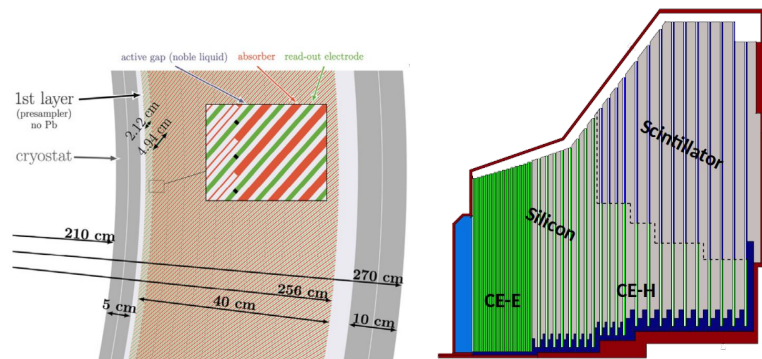 active gap (noble liquid) absorber read-out electrode
1st layer
(presampler)
no Pb
2.12 cm
4.94 cm
cryostat
210 cm
270 cm
256 cm
40 cm
5 cm
10 cm
Scintillator
Silicon
CE-E
CE-H